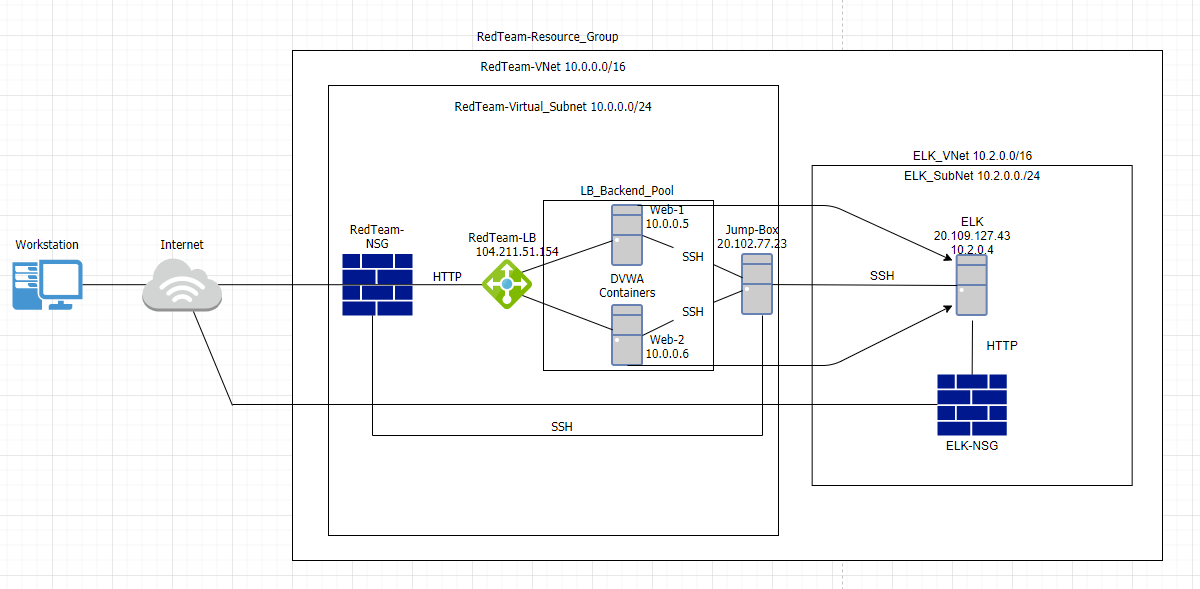 RedTeam-Resource_Group
RedTeam-VNet 10.0.0.0/16
RedTeam-Virtual_Subnet 10.0.0.0/24
ELK_VNet 10.2.0.0/16
ELK_SubNet 10.2.0.0./24
LB_Backend_Pool
Web-1
10.0.0.5
Workstation
Internet
RedTeam-
NSG
RedTeam-LB
104.211.51.154
Jump-Box
20.102.77.23
ELK
20.109.127.43
10.2.0.4
HTTP
SSH
DVWA
Containers
SSH
SSH
Web-2
10.0.0.6
HTTP
SSH
ELK-NSG